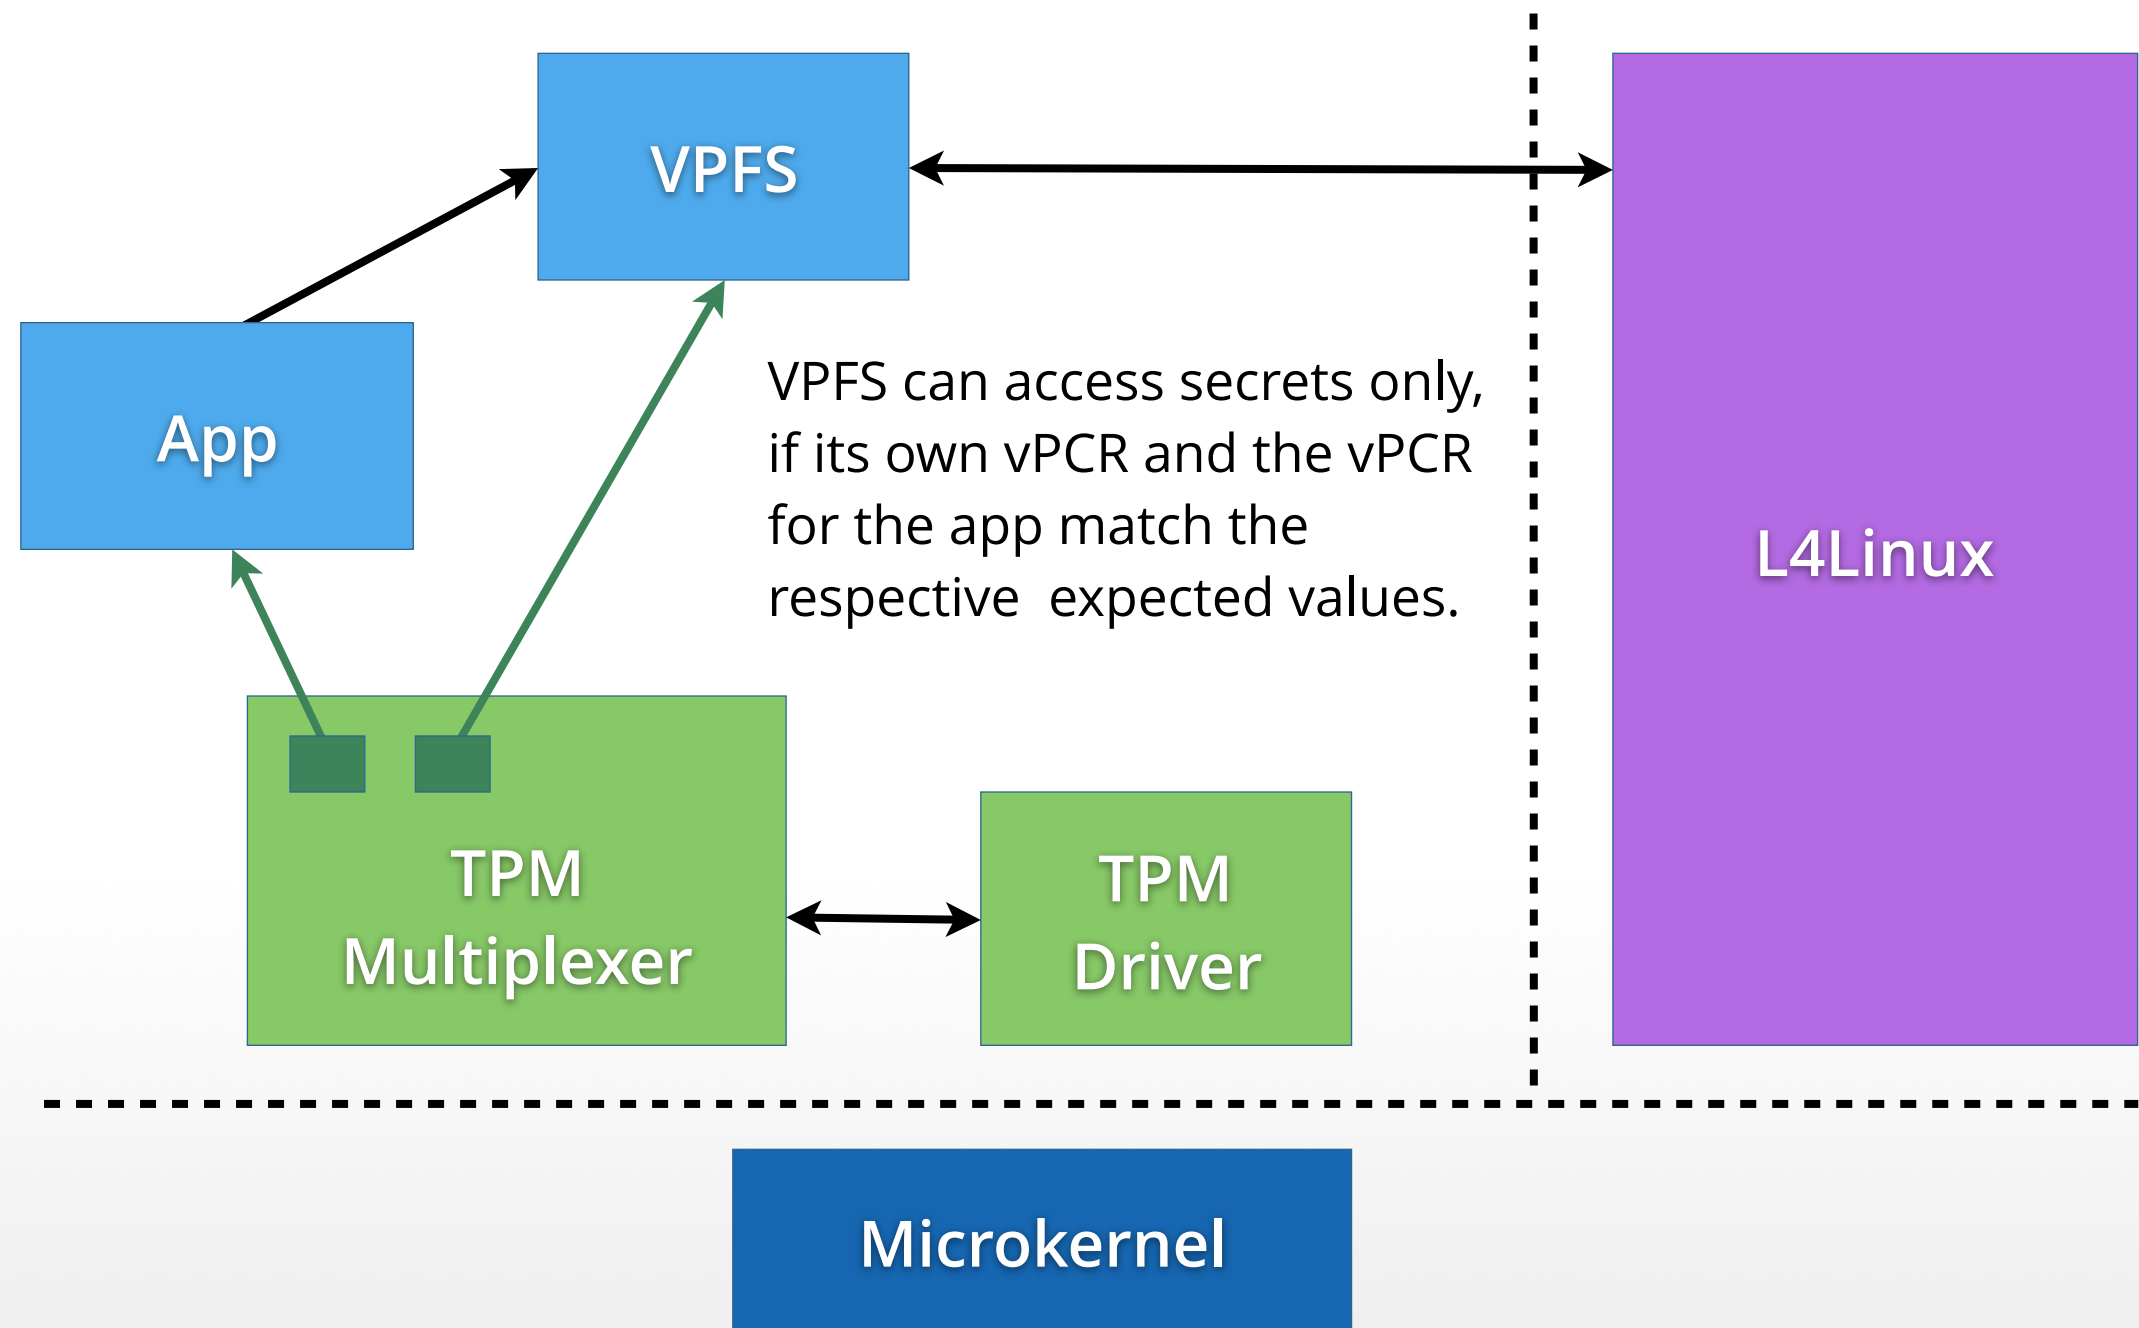 VPFS
App
VPFS can access secrets only,
if its own vPCR and the vPCR
for the app match the
respective  expected values.
L4Linux
TPM
Multiplexer
TPM
Driver
Microkernel